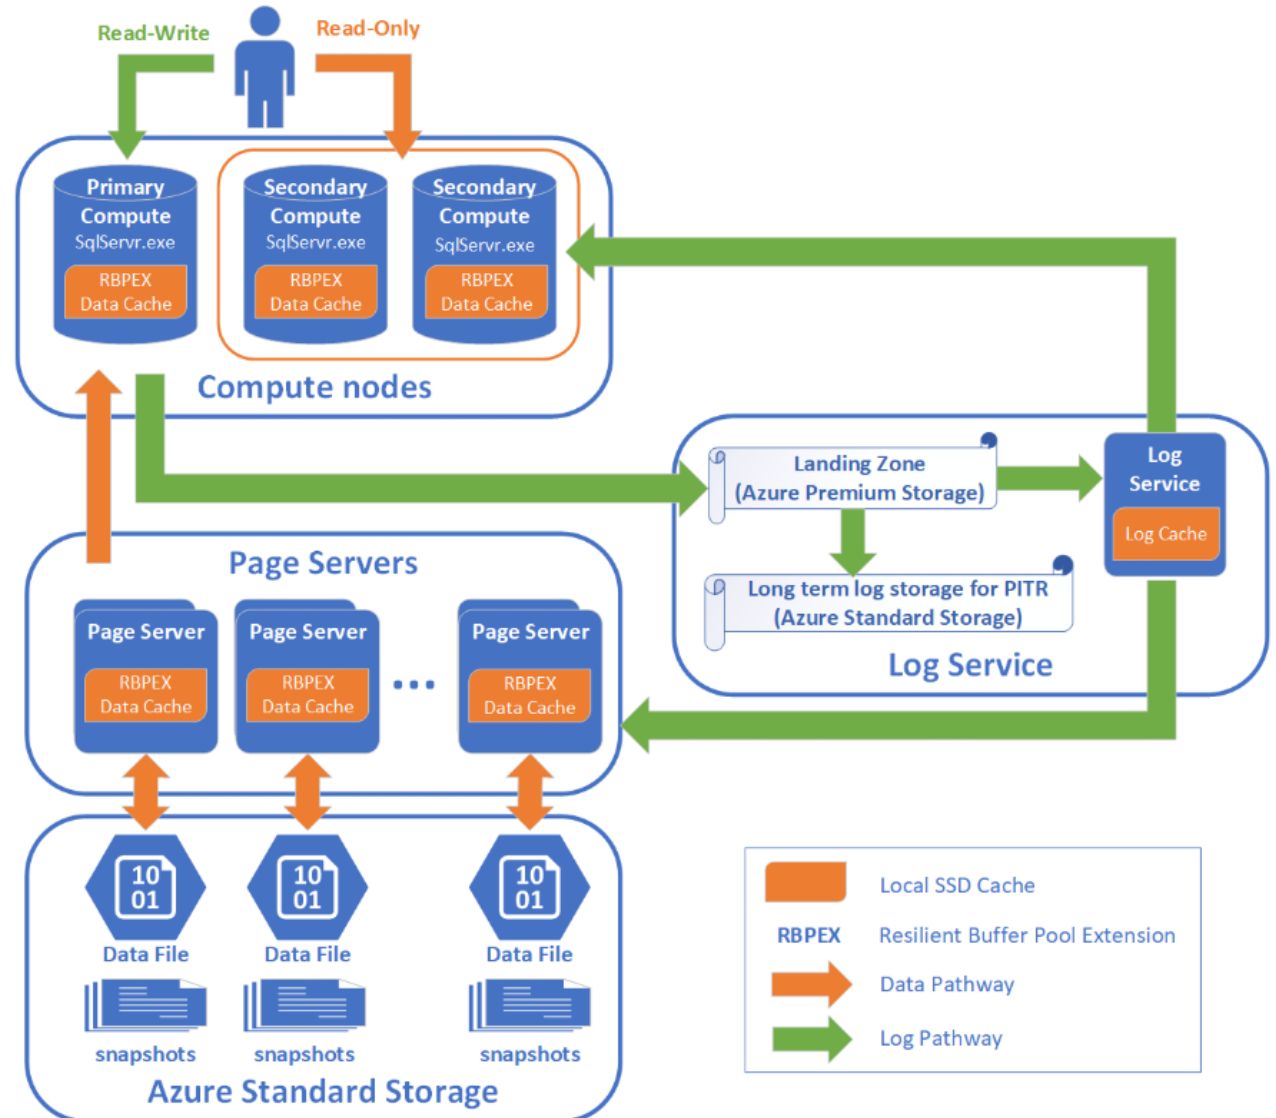 Read-Write
Read-Only
Primary
Compute
SqlServr.exe
RBPEX
Data Cache
Secondary
Compute
SqlServr.exe
RBPEX
Data Cache
Secondary
Compute
SqlServr.exe
RBPEX
Data Cache
Compute nodes
Landing Zone
(Azure Premium Storage)
Log
Service
Log Cache
Long term log storage for PITR
(Azure Standard Storage)
Log Service
Page Servers
Page Server
RBPEX
Data Cache
Page Server
RBPEX
Data Cache
...
Page Server
RBPEX
Data Cache
10
01
Data File
snapshots
10
01
Data File
snapshots
10
01
Data File
snapshots
Azure Standard Storage
Local SSD Cache
RBPEX Resilient Buffer Pool Extension
Data Pathway
Log Pathway